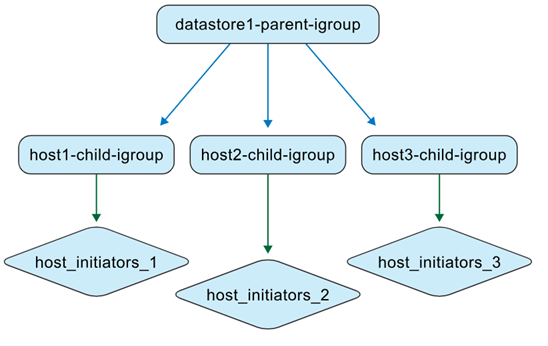 datastore1-parent-igroup
host1-child-igroup
host2-child-igroup
host3-child-igroup
host_initiators_1
host_initiators_2
host_initiators_3